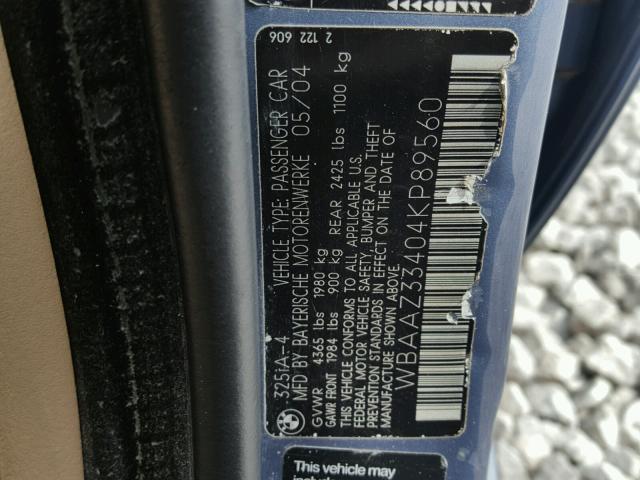 325iA-4 VEHICLE TYPE: PASSENGER CAR
MFD BY BAYERISCHE MOTORENWERKE 05/04
GVWR 4365 lbs 1980 kg
GAWR FRONT 1984 lbs 900 kg REAR 2425 lbs 1100 kg
THIS VEHICLE CONFORMS TO ALL APPLICABLE U.S.
FEDERAL MOTOR VEHICLE SAFETY, BUMPER AND THEFT
PREVENTION STANDARDS IN EFFECT ON THE DATE OF
MANUFACTURE SHOWN ABOVE.
WBAAZ33404KP89560
2 122 606
This vehicle may